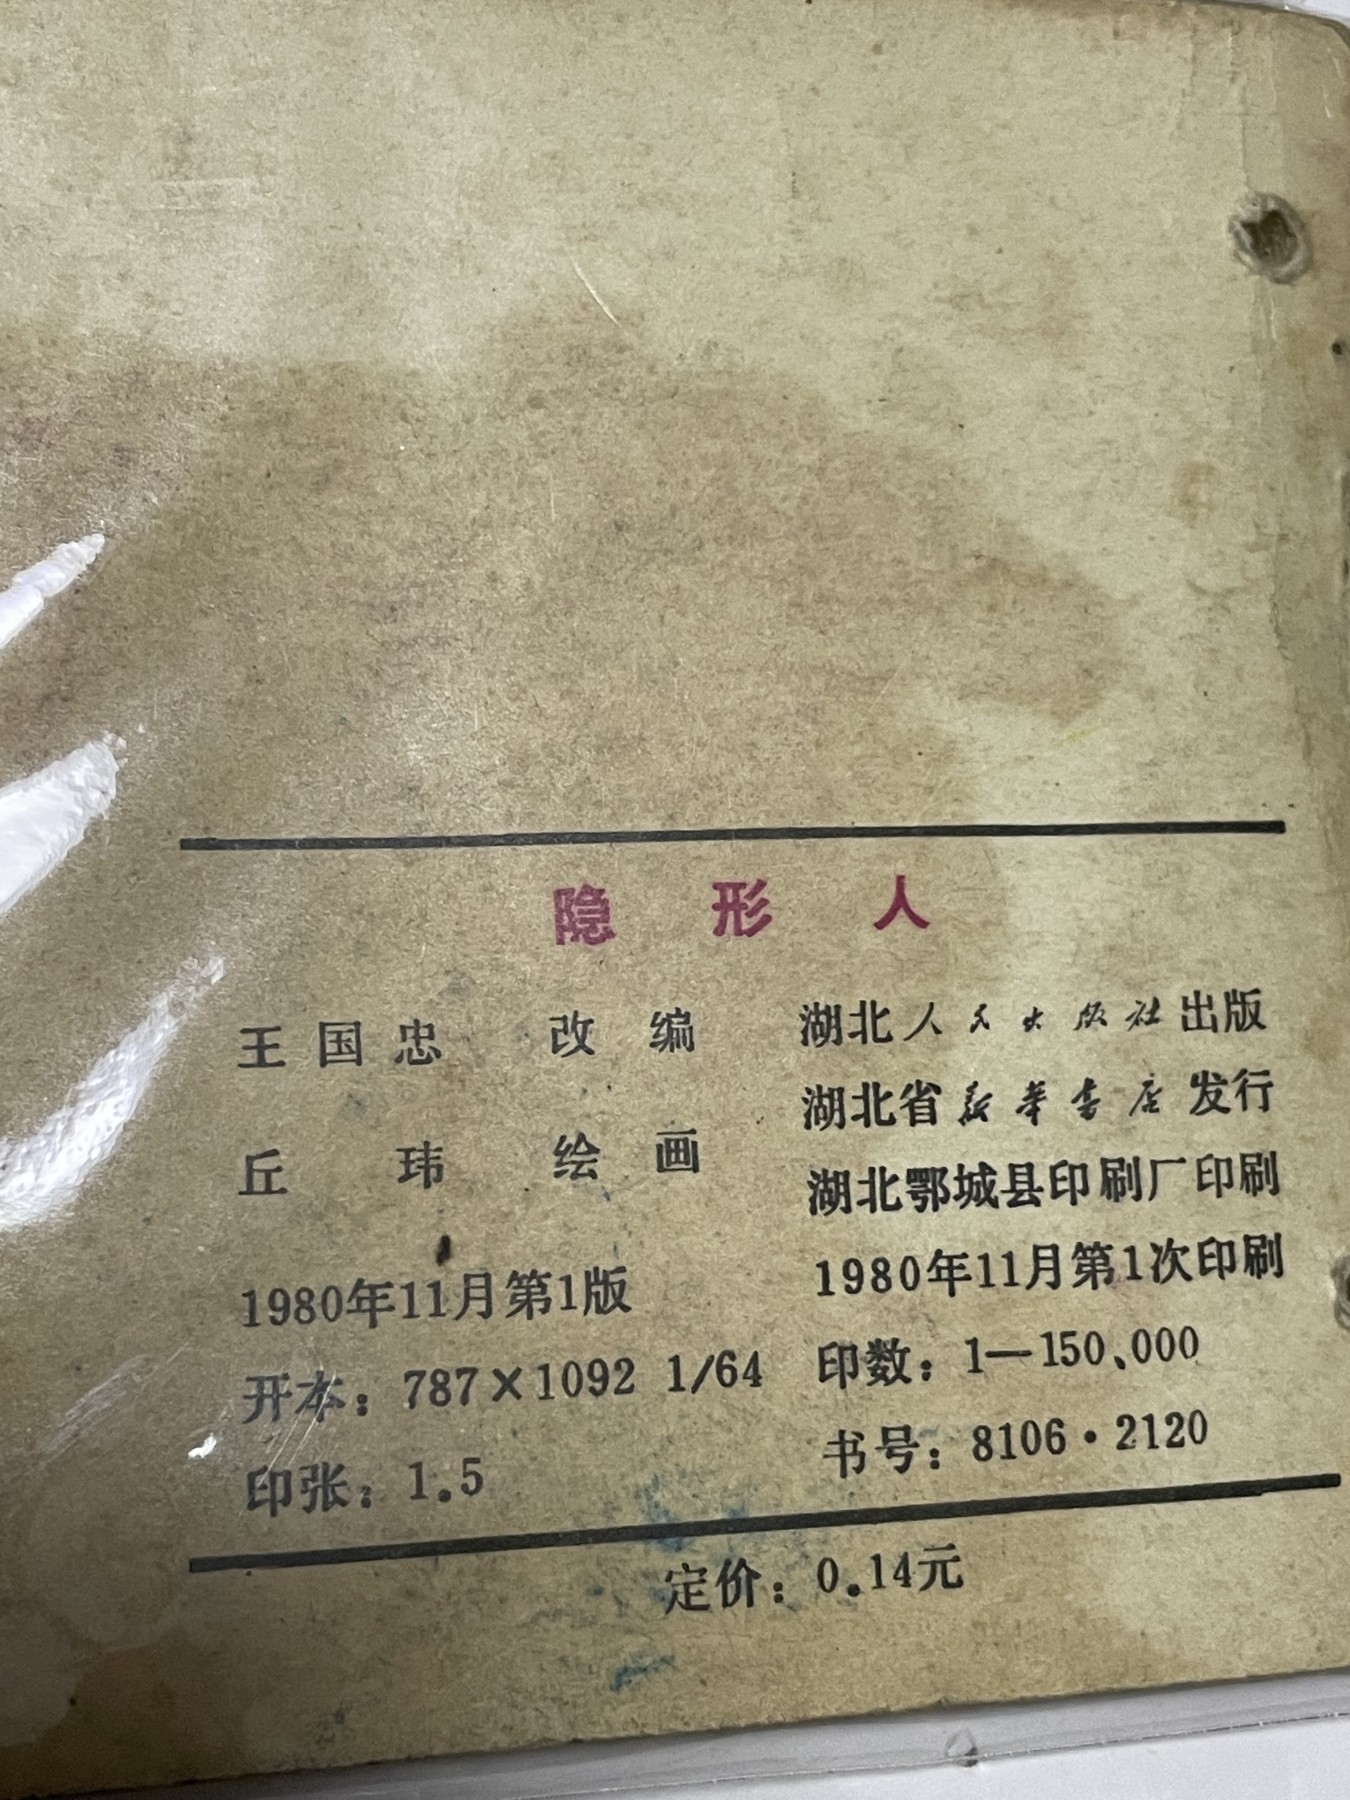 隐形人
王国忠 改编
丘玮 绘画
1980年11月第1版
开本：787×1092 1/64
印张：1.5
湖北人民出版社出版
湖北省新华书店发行
湖北鄂城县印刷厂印刷
1980年11月第1次印刷
印数：1—150,000
书号：8106·2120
定价：0.14元